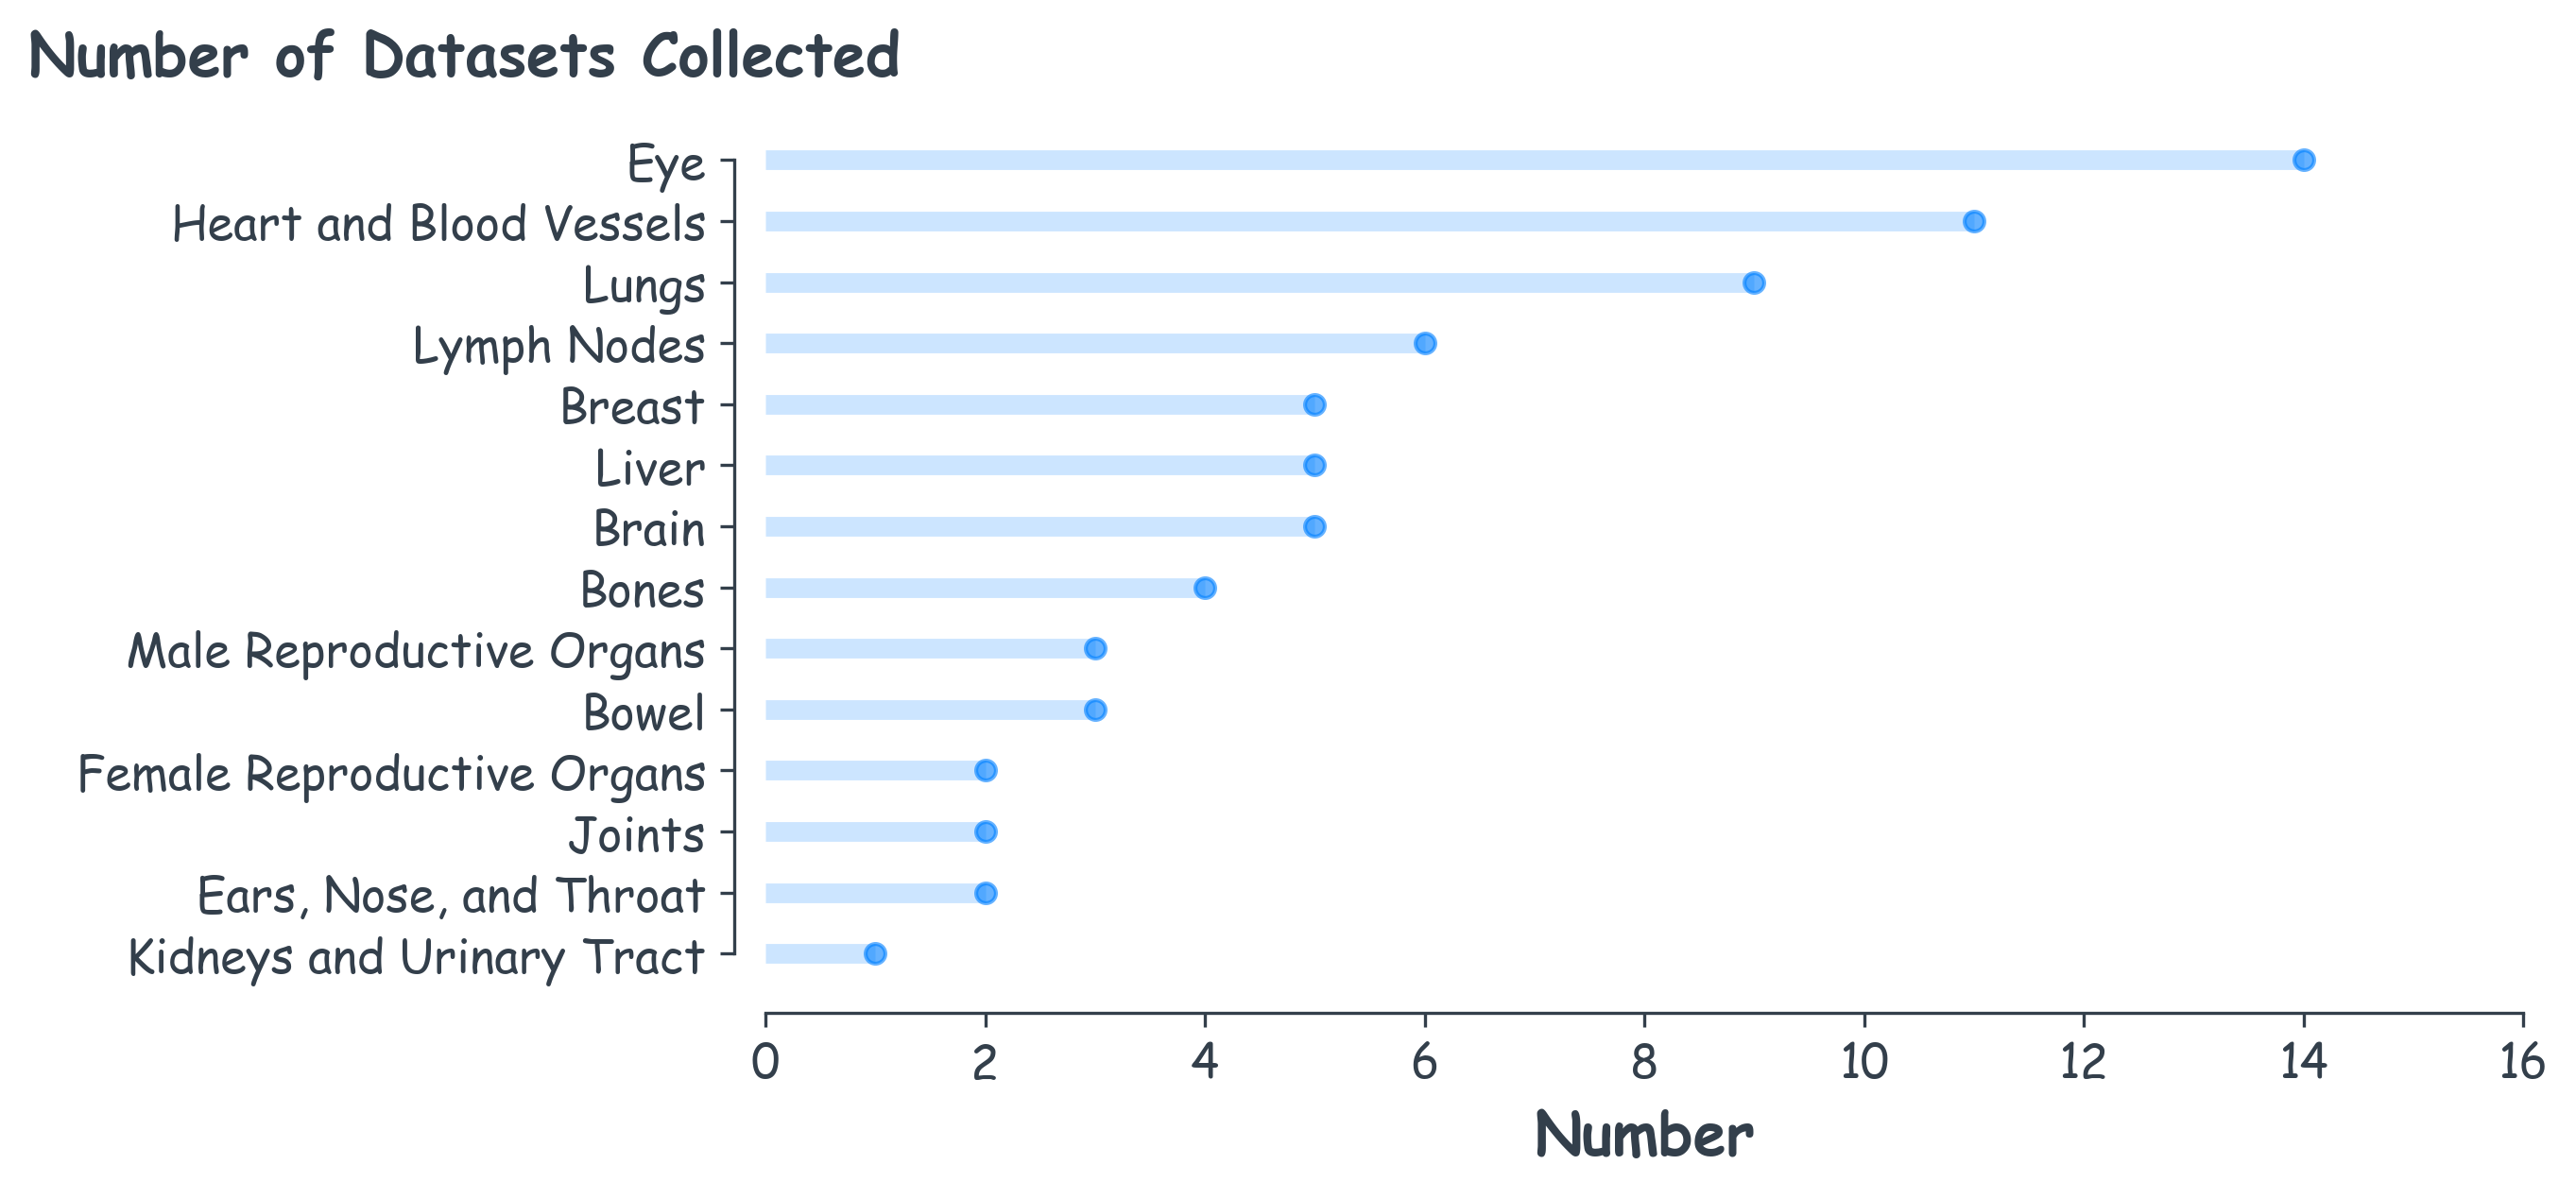 Number of Datasets Collected
Eye
Heart and Blood Vessels
Lungs
Lymph Nodes
Breast
Liver
Brain
Bones
Male Reproductive Organs
Bowel
Female Reproductive Organs
Joints
Ears, Nose, and Throat
Kidneys and Urinary Tract
0 2 4 6 8 10 12 14 16
Number